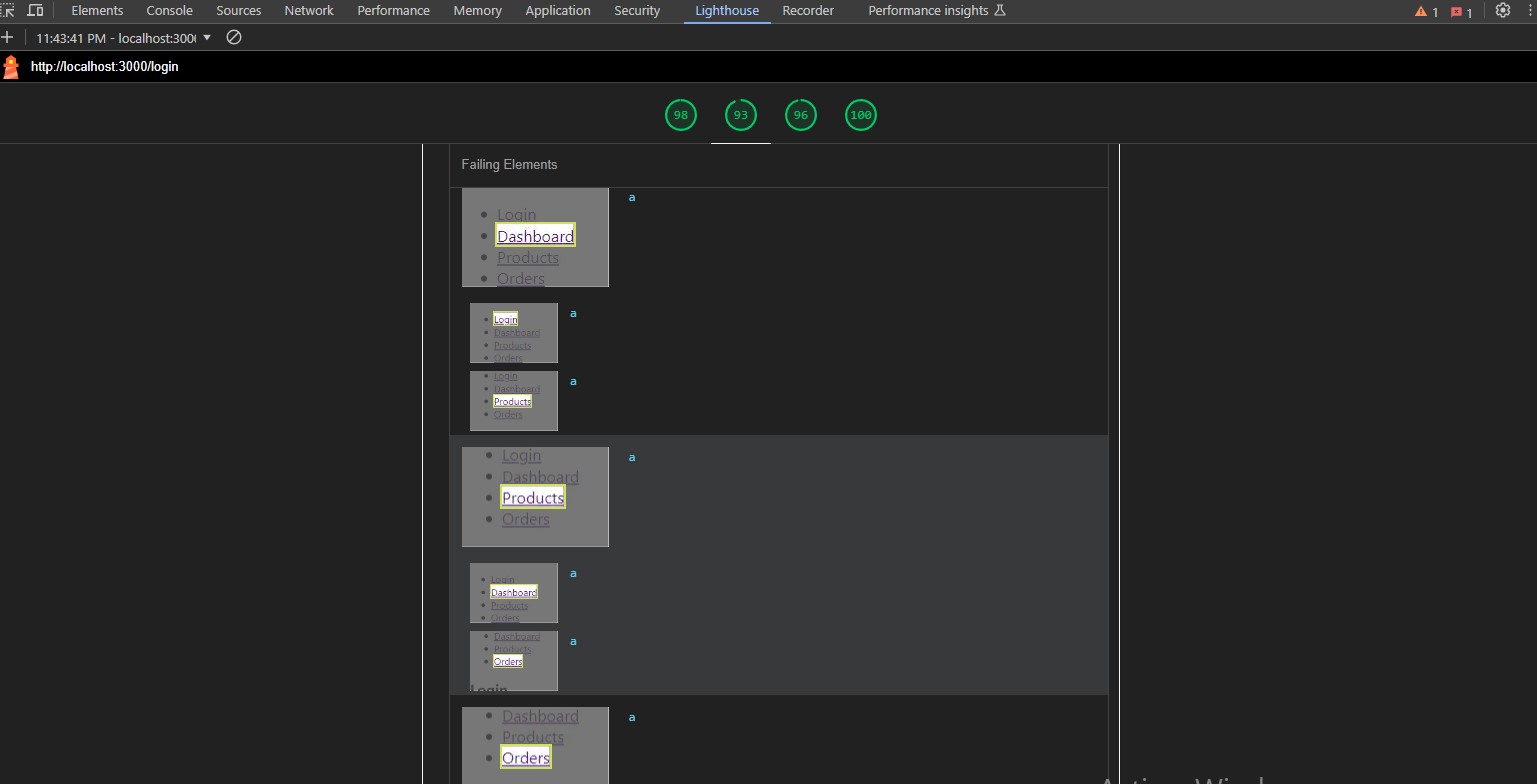 Elements Console Sources Network Performance Memory Application Security Lighthouse Recorder Performance insights 1 1
11:43:41 PM - localhost:3000
http://localhost:3000/login
98 93 96 100
Failing Elements
a
Login
Dashboard
Products
Orders
a
Login
Dashboard
Products
Orders
a
Login
Dashboard
Products
Orders
a
Login
Dashboard
Products
Orders
a
Login
Dashboard
Products
Orders
a
Dashboard
Products
Orders
Login
a
Dashboard
Products
Orders